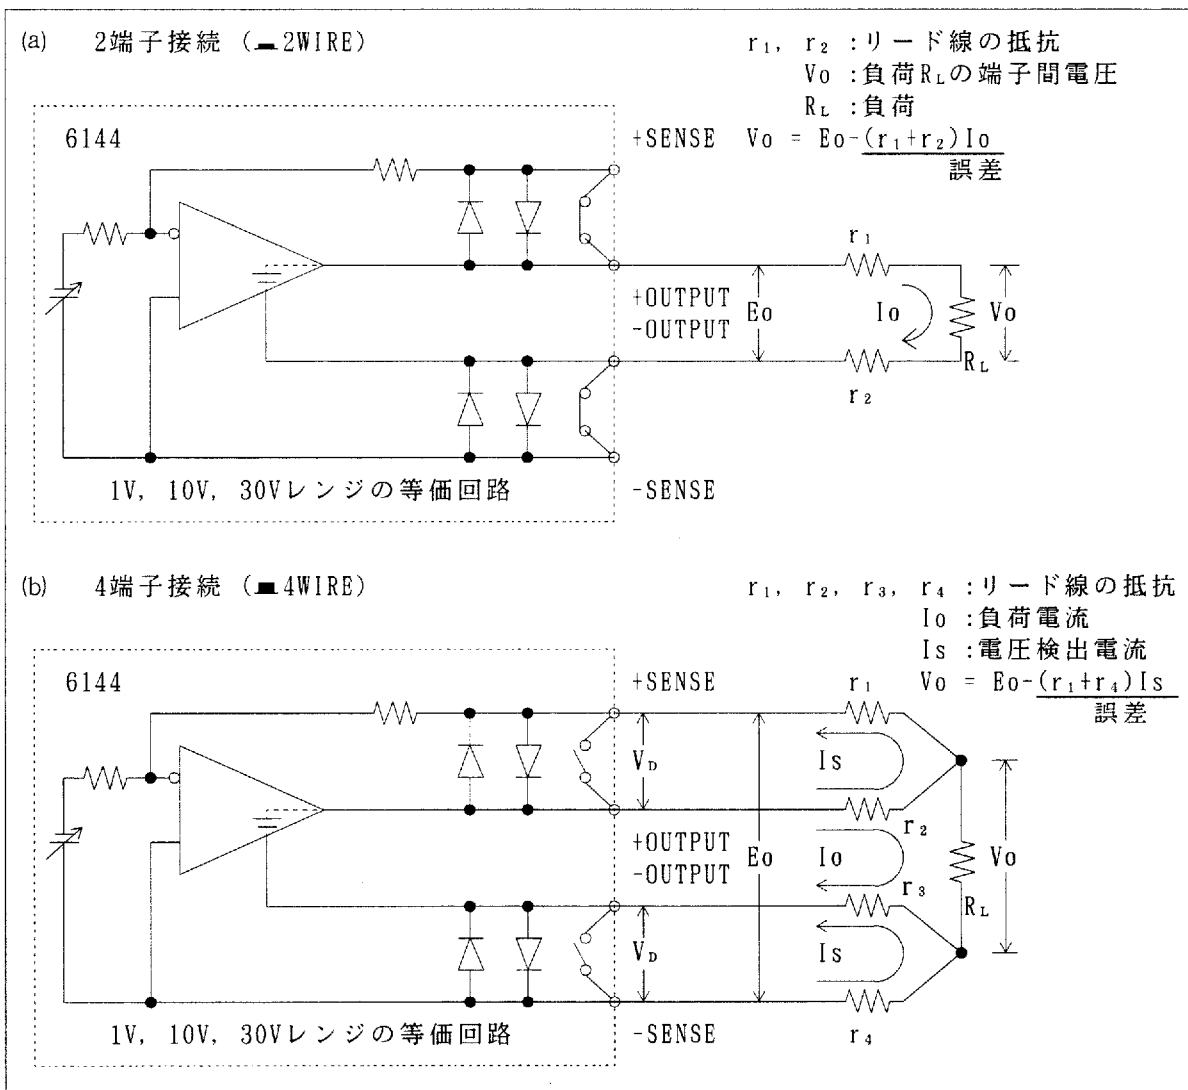 (a) 2端子接続 (▂2WIRE)
r₁, r₂ :リード線の抵抗
Vo :負荷RLの端子間電圧
RL :負荷
6144
+SENSE
Vo = Eo-(r₁+r₂)Io
誤差
r₁
+OUTPUT
-OUTPUT
Eo
Io
Vo
RL
r₂
1V, 10V, 30Vレンジの等価回路
-SENSE
(b) 4端子接続 (▄4WIRE)
r₁, r₂, r₃, r₄ :リード線の抵抗
Io :負荷電流
Is :電圧検出電流
6144
+SENSE
r₁
Vo = Eo-(r₁+r₄)Is
誤差
VD
Is
r₂
+OUTPUT
-OUTPUT
Eo
Io
Vo
r₃
RL
VD
Is
1V, 10V, 30Vレンジの等価回路
-SENSE
r₄